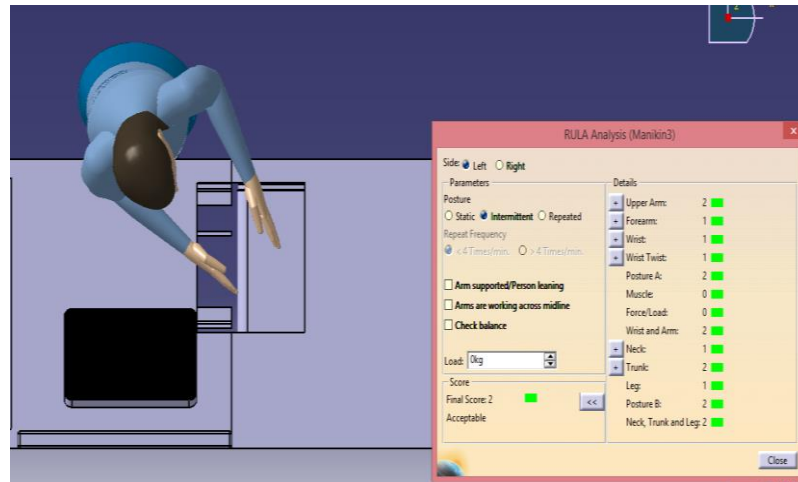 z
RULA Analysis (Manikin3)
x
Side: Left Right
Parameters
Posture
Static Intermittent Repeated
Repeat Frequency
< 4 Times/min. > 4 Times/min.
Arm supported/Person leaning
Arms are working across midline
Check balance
Load: 0kg
Score
Final Score: 2
<<
Acceptable
Details
+ Upper Arm: 2
+ Forearm: 1
+ Wrist: 1
+ Wrist Twist: 1
Posture A: 2
Muscle: 0
Force/Load: 0
Wrist and Arm: 2
+ Neck: 1
+ Trunk: 2
Leg: 1
Posture B: 2
Neck, Trunk and Leg: 2
Close